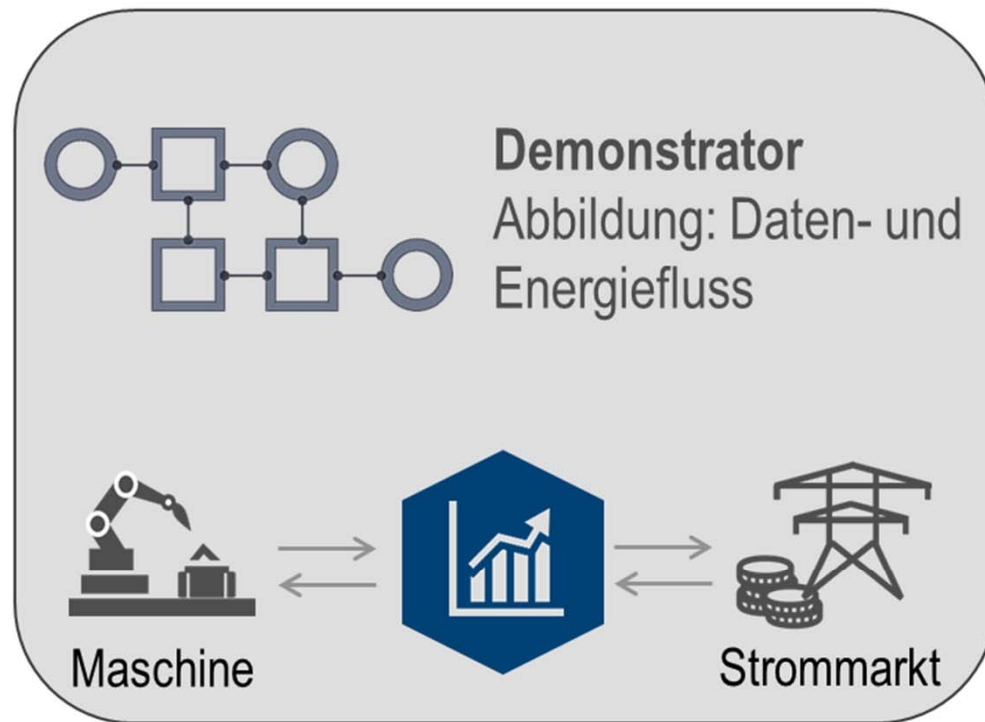 Demonstrator
Abbildung: Daten- und
Energiefluss
Maschine
Strommarkt